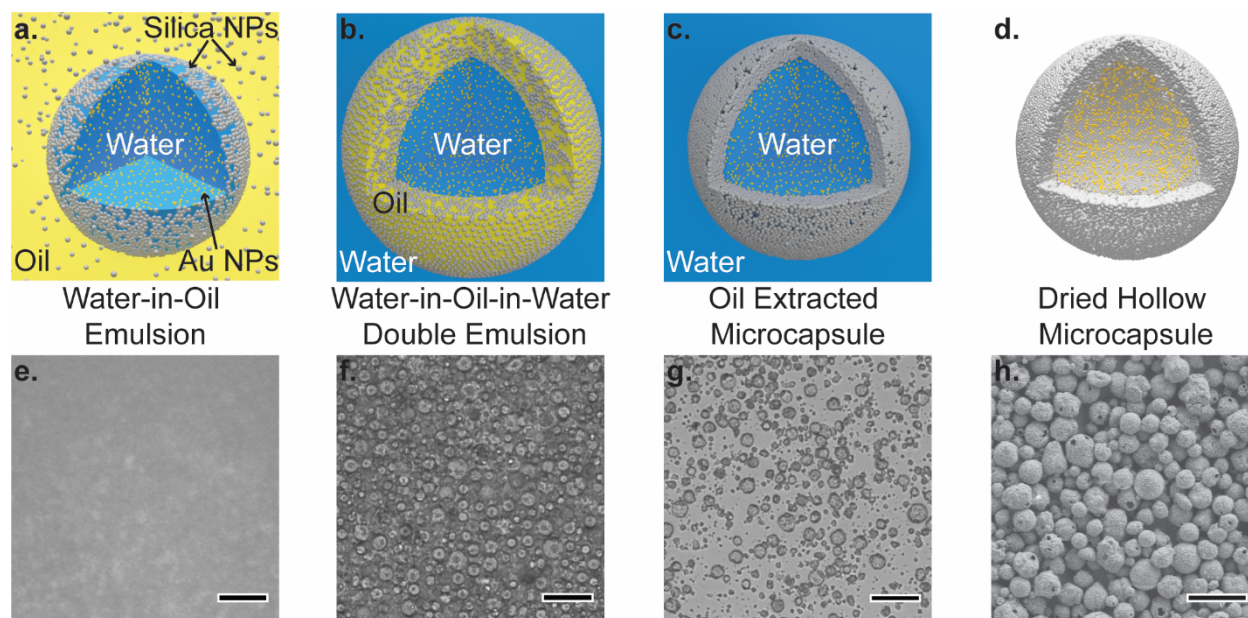 a.
Silica NPs
Water
Oil
Au NPs
Water-in-Oil
Emulsion
b.
Water
Oil
Water
Water-in-Oil-in-Water
Double Emulsion
c.
Water
Water
Oil Extracted
Microcapsule
d.
Dried Hollow
Microcapsule
e.
f.
g.
h.